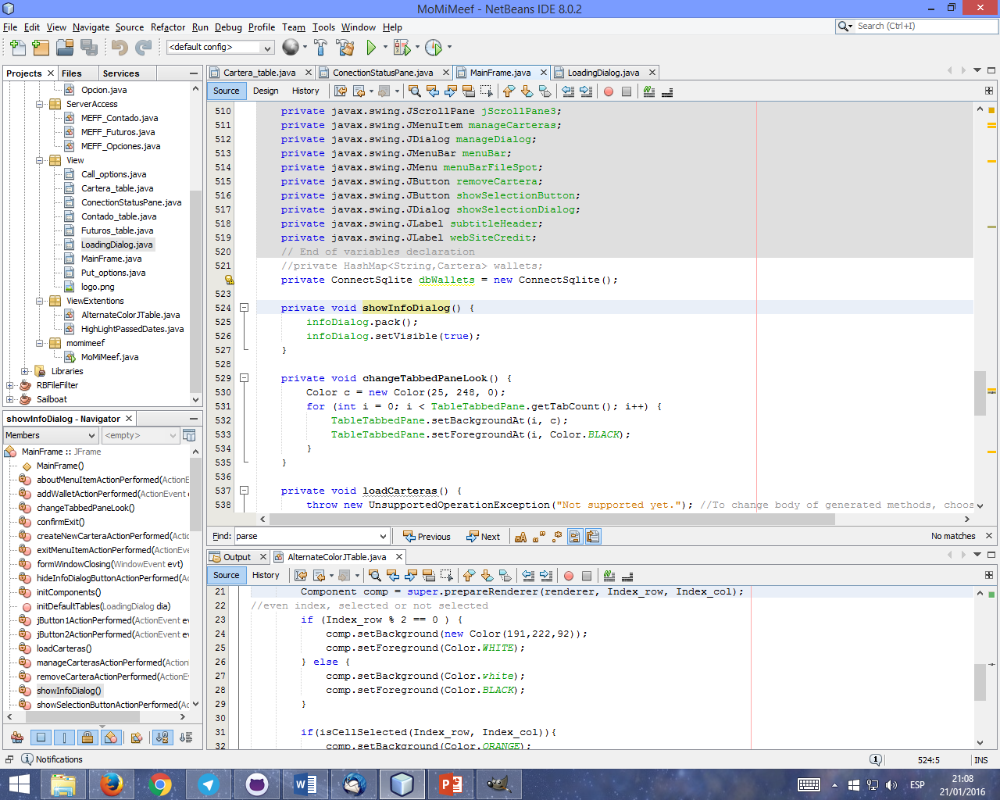 MoMiMeef - NetBeans IDE 8.0.2
File Edit View Navigate Source Refactor Run Debug Profile Team Tools Window Help
Search (Ctrl+I)
<default config>
Projects Files Services
Opcion.java
ServerAccess
MEFF_Contado.java
MEFF_Futuros.java
MEFF_Opciones.java
View
Call_options.java
Cartera_table.java
ConectionStatusPane.java
Contado_table.java
Futuros_table.java
LoadingDialog.java
MainFrame.java
Put_options.java
logo.png
ViewExtentions
AlternateColorJTable.java
HighLightPassedDates.java
momimeef
MoMiMeef.java
Libraries
RBFileFilter
Sailboat
showInfoDialog - Navigator
Members <empty>
MainFrame :: JFrame
MainFrame()
aboutMenuItemActionPerformed(ActionE
addWalletActionPerformed(ActionEvent e
changeTabbedPaneLook()
confirmExit()
createNewCarteraActionPerformed(Actic
exitMenuItemActionPerformed(ActionEve
formWindowClosing(WindowEvent evt)
hideInfoDialogButtonActionPerformed(Ac
initComponents()
initDefaultTables(LoadingDialog dia)
jButton1ActionPerformed(ActionEvent ev
jButton2ActionPerformed(ActionEvent ev
loadCarteras()
manageCarterasActionPerformed(Action
removeCarteraActionPerformed(ActionEv
showInfoDialog()
showSelectionButtonActionPerformed(Ac
Cartera_table.java ConectionStatusPane.java MainFrame.java LoadingDialog.java
Source Design History
510 private javax.swing.JScrollPane jScrollPane3;
511 private javax.swing.JMenuItem manageCarteras;
512 private javax.swing.JDialog manageDialog;
513 private javax.swing.JMenuBar menuBar;
514 private javax.swing.JMenu menuBarFileSpot;
515 private javax.swing.JButton removeCartera;
516 private javax.swing.JButton showSelectionButton;
517 private javax.swing.JDialog showSelectionDialog;
518 private javax.swing.JLabel subtitleHeader;
519 private javax.swing.JLabel webSiteCredit;
520 // End of variables declaration
521 //private HashMap<String,Cartera> wallets;
private ConnectSqlite dbWallets = new ConnectSqlite();
523
524 private void showInfoDialog() {
525 infoDialog.pack();
526 infoDialog.setVisible(true);
527 }
528
529 private void changeTabbedPaneLook() {
530 Color c = new Color(25, 248, 0);
531 for (int i = 0; i < TableTabbedPane.getTabCount(); i++) {
532 TableTabbedPane.setBackgroundAt(i, c);
533 TableTabbedPane.setForegroundAt(i, Color.BLACK);
534 }
535 }
536
537 private void loadCarteras() {
538 throw new UnsupportedOperationException("Not supported yet."); //To change body of generated methods, choos
Find: parse Previous Next No matches
Output AlternateColorJTable.java
Source History
21 Component comp = super.prepareRenderer(renderer, Index_row, Index_col);
22 //even index, selected or not selected
23 if (Index_row % 2 == 0 ) {
24 comp.setBackground(new Color(191,222,92));
25 comp.setForeground(Color.WHITE);
26 } else {
27 comp.setBackground(Color.white);
28 comp.setForeground(Color.BLACK);
29 }
30
31 if(isCellSelected(Index_row, Index_col)){
32 comp.setBackground(Color.ORANGE);
Notifications 1 524:5 INS
ESP 21:08
21/01/2016